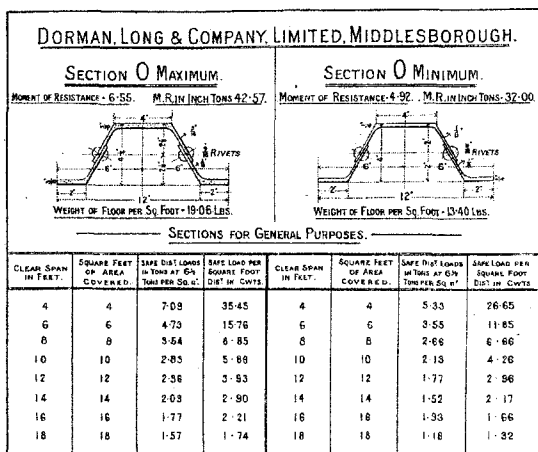 DORMAN, LONG & COMPANY, LIMITED, MIDDLESBOROUGH.
SECTION O MAXIMUM.
MOMENT OF RESISTANCE - 6·55. M.R. IN INCH TONS 42·57.
4'
RIVETS
6"
6"
2"
12"
2"
WEIGHT OF FLOOR PER SQ. FOOT - 19·06 LBS.
SECTION O MINIMUM.
MOMENT OF RESISTANCE - 4·92. M.R. IN INCH TONS - 32·00
4"
RIVETS
6"
6"
2"
12"
2"
WEIGHT OF FLOOR PER SQ. FOOT - 13·40 LBS.
SECTIONS FOR GENERAL PURPOSES.
CLEAR SPAN IN FEET. SQUARE FEET OF AREA COVERED. SAFE DIST LOADS IN TONS AT 6½ TONS PER SQ. n". SAFE LOAD PER SQUARE FOOT DIST IN CWTS. CLEAR SPAN IN FEET. SQUARE FEET OF AREA COVERED. SAFE DIST LOADS IN TONS AT 6½ TONS PER SQ n" SAFE LOAD PER SQUARE FOOT DIST IN CWTS.
4 4 7·09 35·45 4 4 5·33 26·65
6 6 4·73 15·76 6 6 3·55 11·85
8 8 3·54 8·85 8 8 2·66 6·66
10 10 2·83 5·68 10 10 2·13 4·26
12 12 2·36 3·93 12 12 1·77 2·96
14 14 2·03 2·90 14 14 1·52 2·17
16 16 1·77 2·21 16 16 1·33 1·66
18 18 1·57 1·74 18 18 1·18 1·32